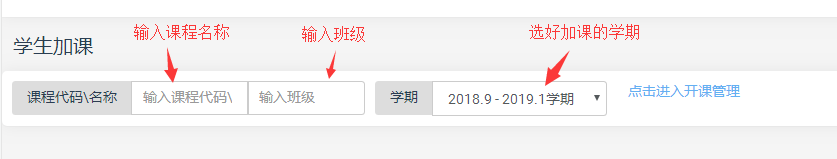 输入课程名称 输入班级 选好加课的学期
学生加课
课程代码\名称 输入课程代码\ 输入班级 学期 2018.9 - 2019.1学期 点击进入开课管理